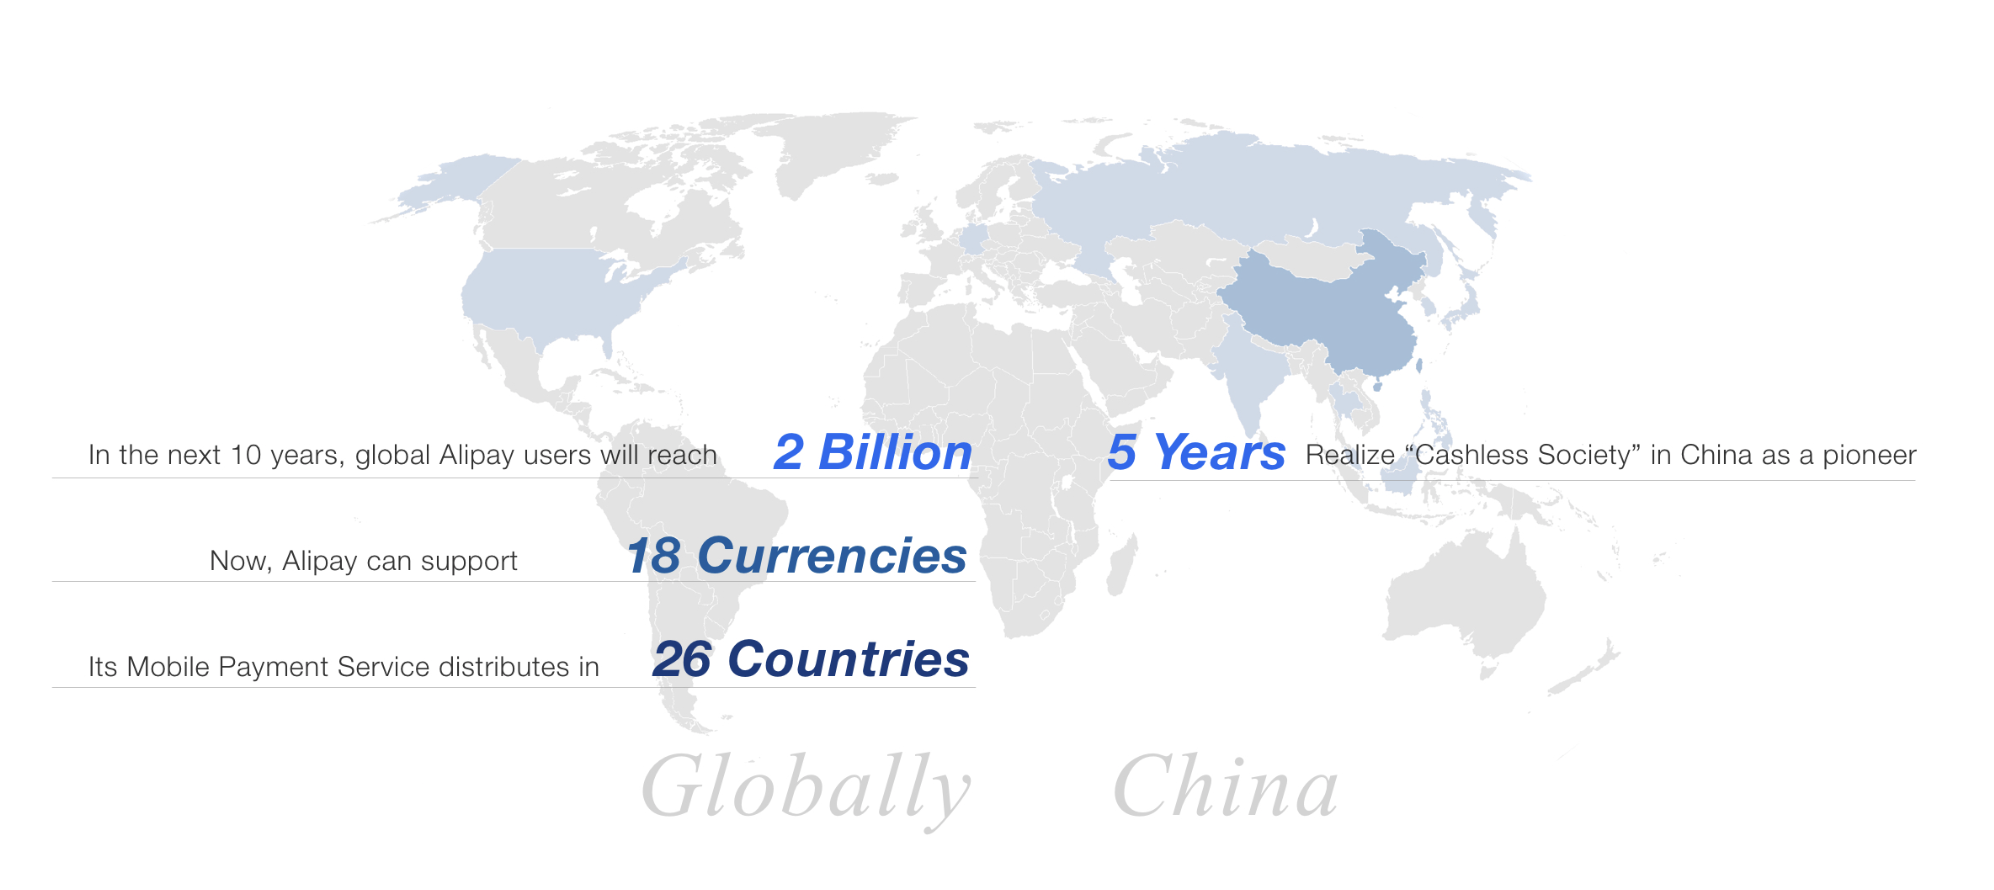 In the next 10 years, global Alipay users will reach 2 Billion
Now, Alipay can support 18 Currencies
Its Mobile Payment Service distributes in 26 Countries
Globally
5 Years Realize “Cashless Society” in China as a pioneer
China